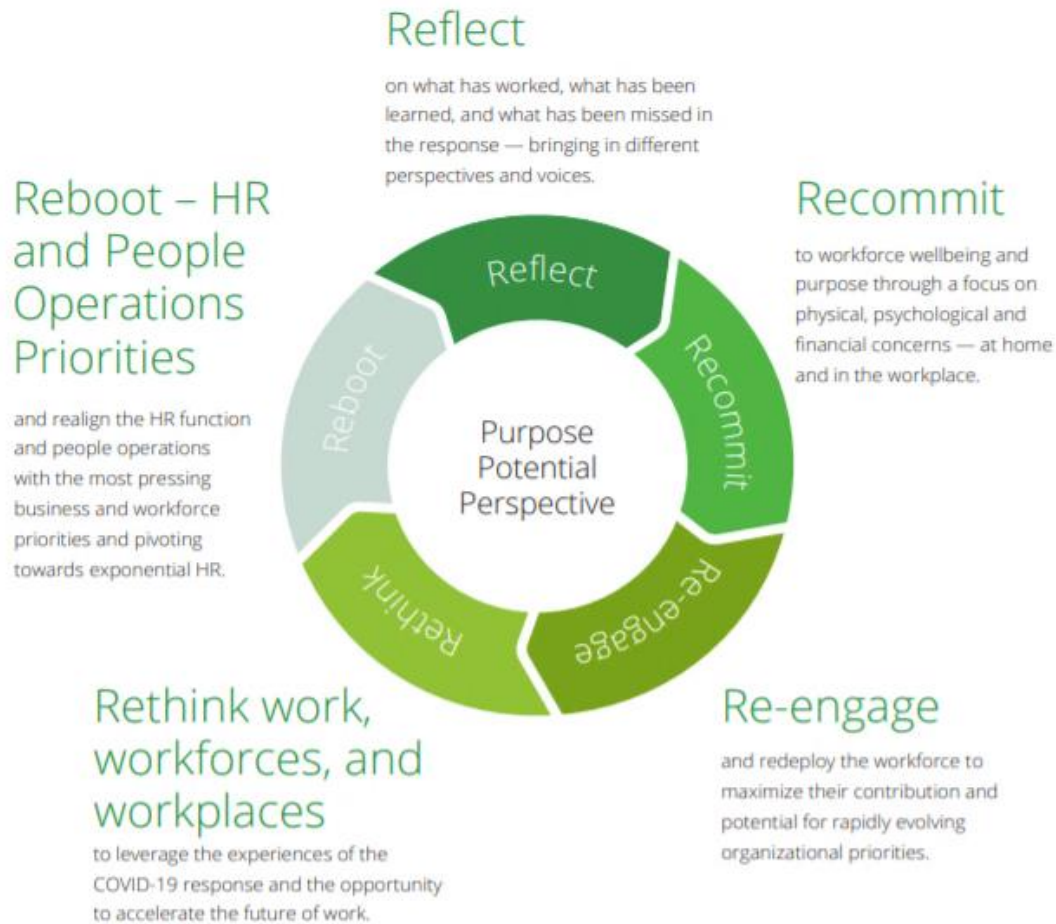 Reflect
on what has worked, what has been
learned, and what has been missed in
the response — bringing in different
perspectives and voices.
Recommit
to workforce wellbeing and
purpose through a focus on
physical, psychological and
financial concerns — at home
and in the workplace.
Re-engage
and redeploy the workforce to
maximize their contribution and
potential for rapidly evolving
organizational priorities.
Rethink work,
workforces, and
workplaces
to leverage the experiences of the
COVID-19 response and the opportunity
to accelerate the future of work.
Reboot – HR
and People
Operations
Priorities
and realign the HR function
and people operations
with the most pressing
business and workforce
priorities and pivoting
towards exponential HR.
Reflect
Recommit
Re-engage
Rethink
Reboot
Purpose
Potential
Perspective